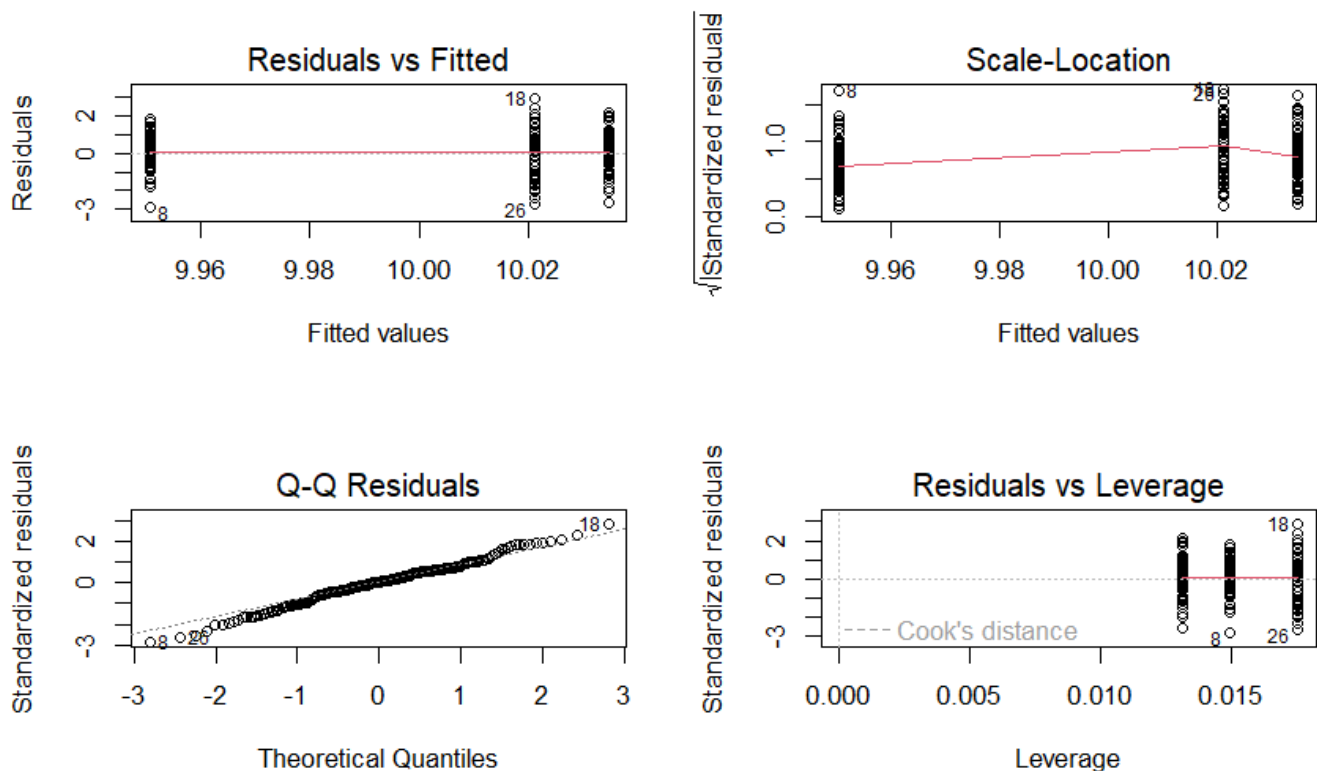 Residuals vs Fitted
Residuals
2
0
-3
18
8
26
9.96 9.98 10.00 10.02
Fitted values
Scale-Location
√|Standardized residuals
1.0
0.0
8
18
26
9.96 9.98 10.00 10.02
Fitted values
Q-Q Residuals
Standardized residuals
2
0
-3
18
8
26
-3 -2 -1 0 1 2 3
Theoretical Quantiles
Residuals vs Leverage
Standardized residuals
2
0
-3
18
Cook's distance
8
26
0.000 0.005 0.010 0.015
Leverage